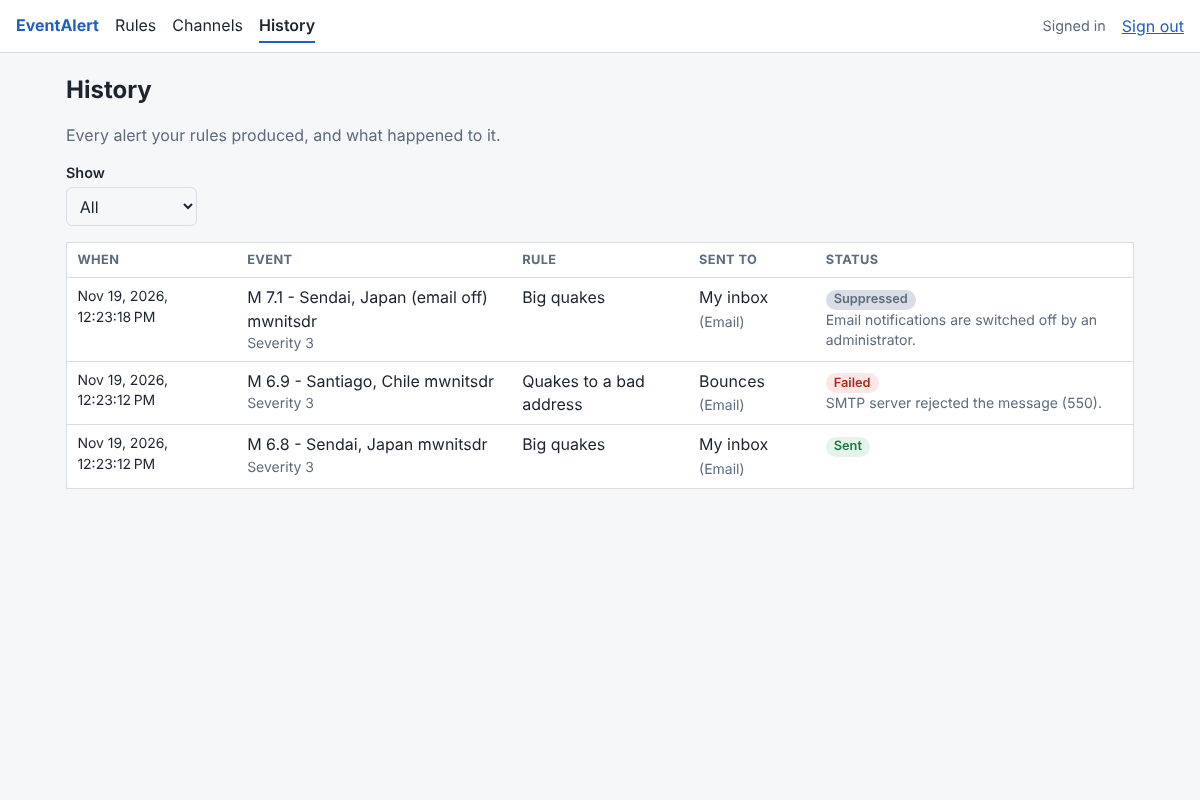 EventAlert Rules Channels History Signed in Sign out
History
Every alert your rules produced, and what happened to it.
Show
All
WHEN EVENT RULE SENT TO STATUS
Nov 19, 2026, M 7.1 - Sendai, Japan (email off) Big quakes My inbox Suppressed
12:23:18 PM mwnitsdr (Email) Email notifications are switched off by an
Severity 3 administrator.
Nov 19, 2026, M 6.9 - Santiago, Chile mwnitsdr Quakes to a bad Bounces Failed
12:23:12 PM Severity 3 address (Email) SMTP server rejected the message (550).
Nov 19, 2026, M 6.8 - Sendai, Japan mwnitsdr Big quakes My inbox Sent
12:23:12 PM Severity 3 (Email)